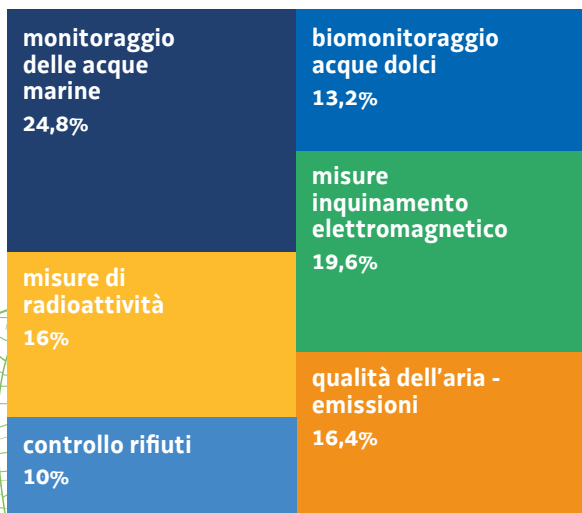 monitoraggio
delle acque
marine
24,8%
misure di
radioattività
16%
controllo rifiuti
10%
biomonitoraggio
acque dolci
13,2%
misure
inquinamento
elettromagnetico
19,6%
qualità dell'aria -
emissioni
16,4%